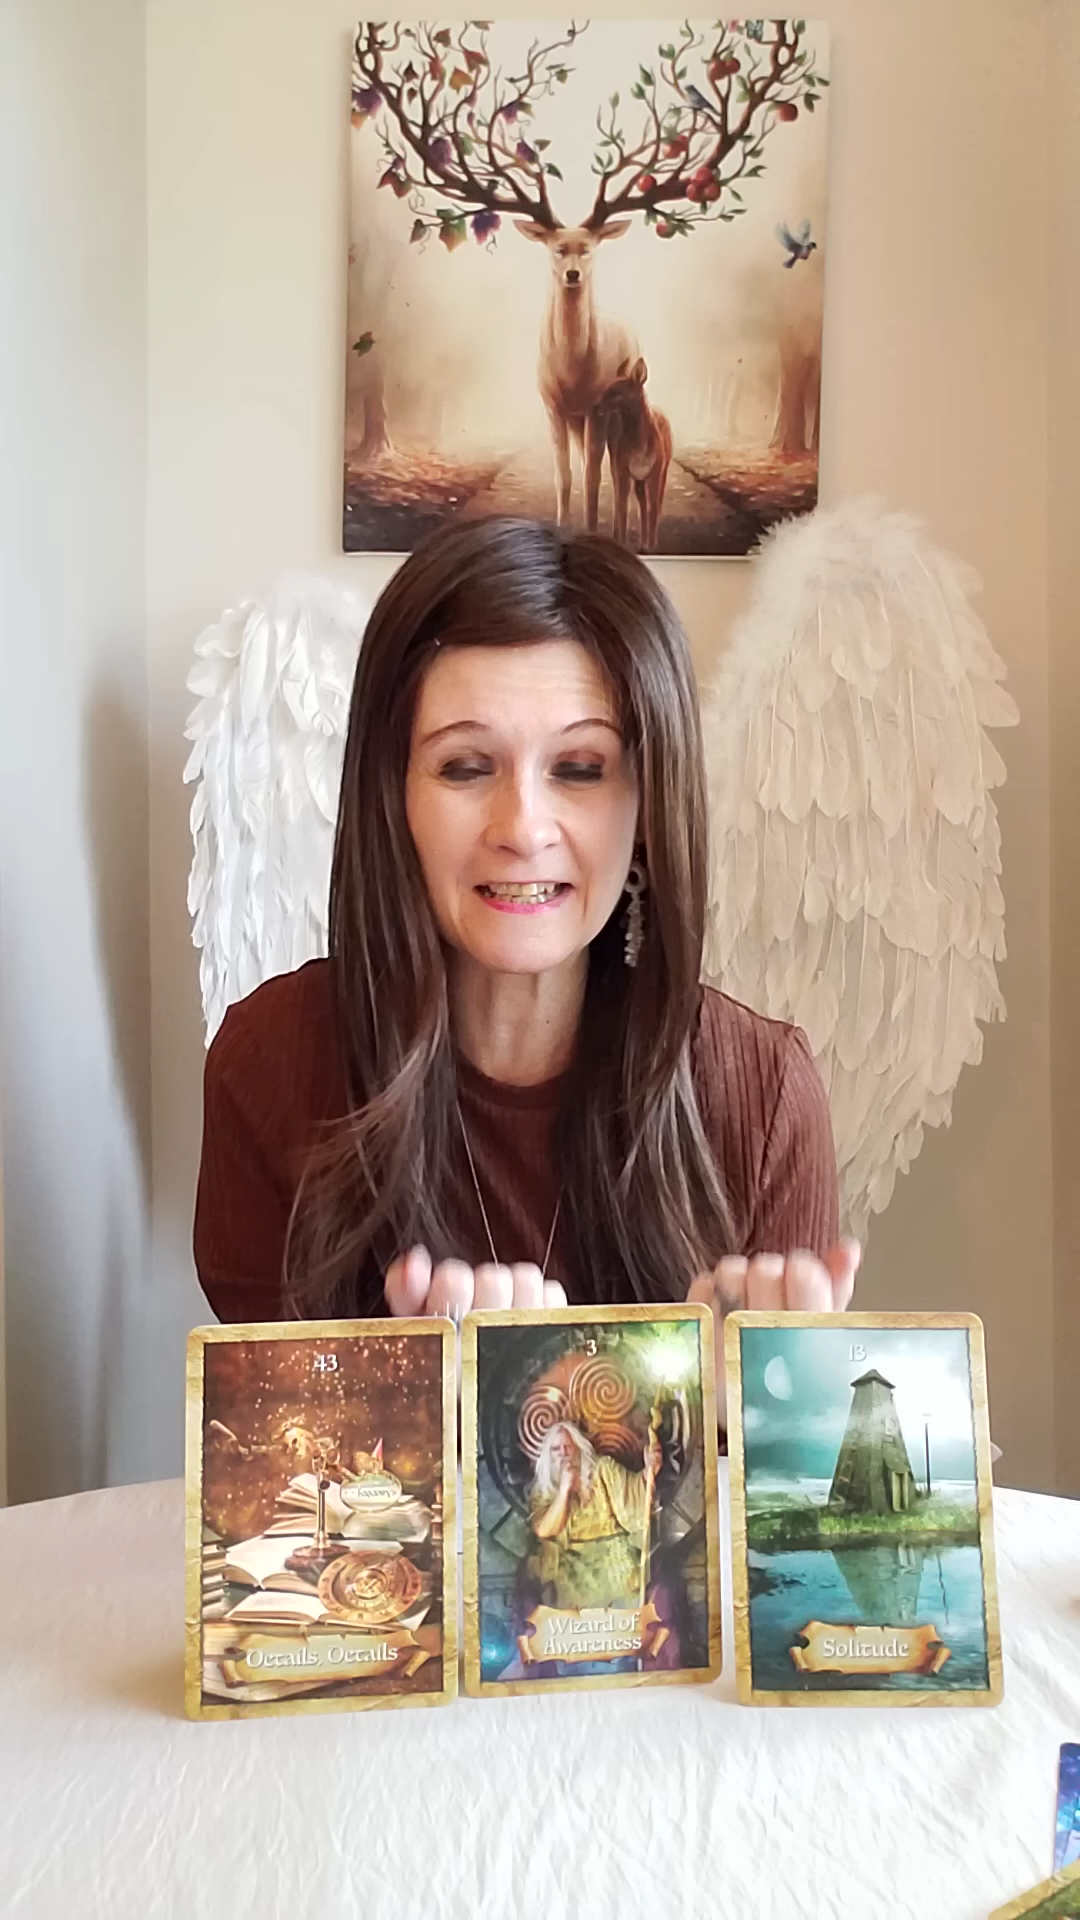 43
Details, Details
3
Wizard of
Awareness
13
Solitude